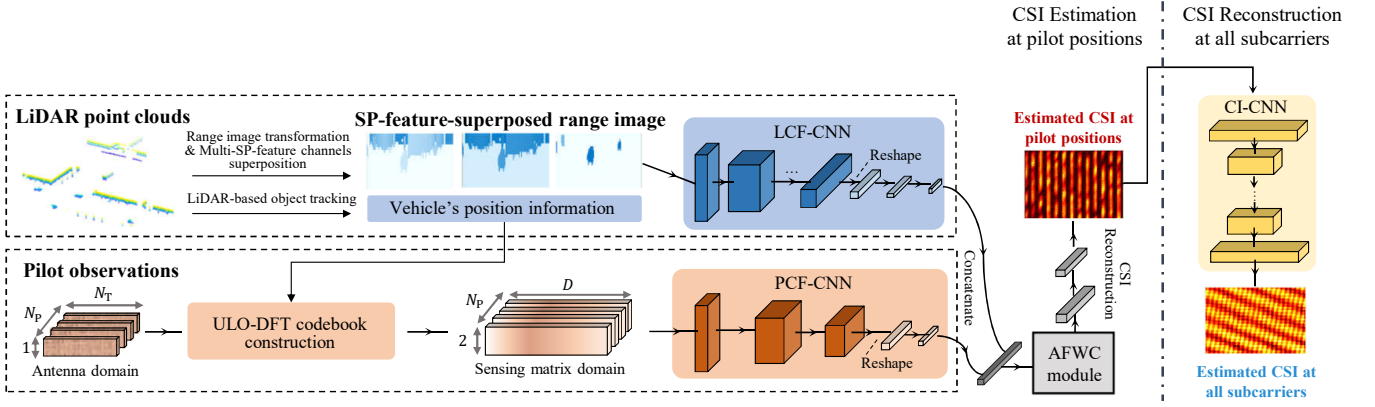 CSI Estimation
at pilot positions
CSI Reconstruction
at all subcarriers
LiDAR point clouds
Range image transformation
& Multi-SP-feature channels
superposition
LiDAR-based object tracking
SP-feature-superposed range image
Vehicle's position information
LCF-CNN
...
Reshape
Estimated CSI at
pilot positions
CI-CNN
Pilot observations
N_T
N_P
1
Antenna domain
ULO-DFT codebook
construction
D
N_P
2
Sensing matrix domain
PCF-CNN
Reshape
Concatenate
CSI
Reconstruction
AFWC
module
Estimated CSI at
all subcarriers